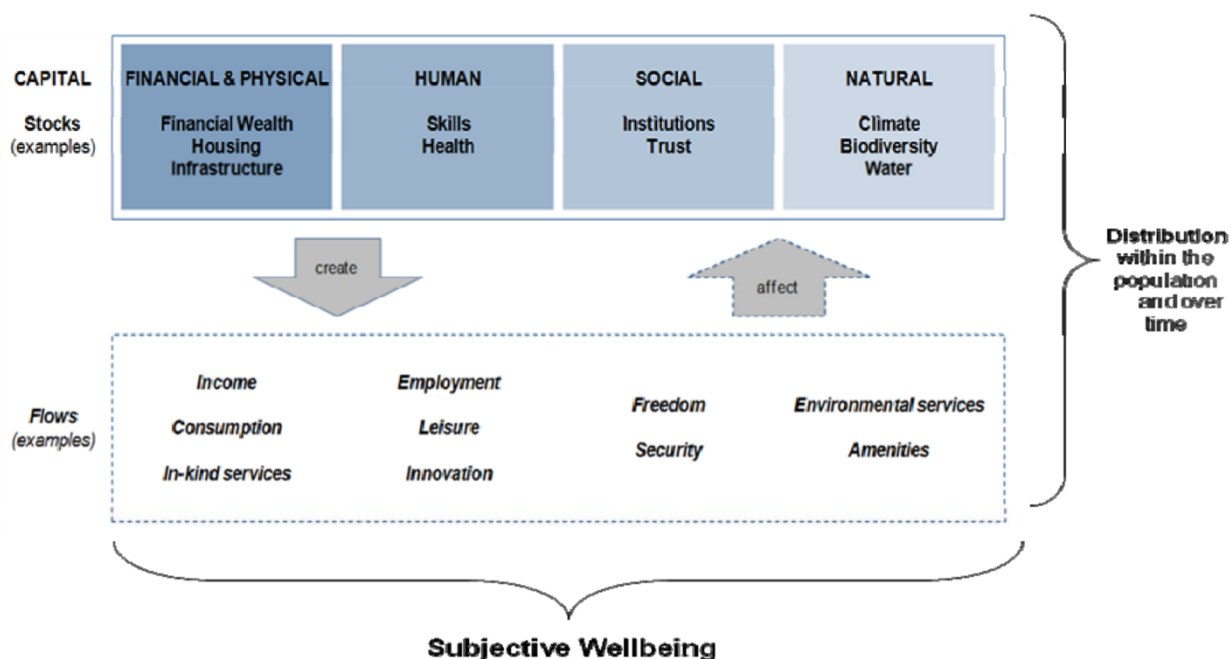 CAPITAL
Stocks
(examples)
FINANCIAL & PHYSICAL
Financial Wealth
Housing
Infrastructure
HUMAN
Skills
Health
SOCIAL
Institutions
Trust
NATURAL
Climate
Biodiversity
Water
create
affect
Distribution
within the
population
and over
time
Flows
(examples)
Income
Consumption
In-kind services
Employment
Leisure
Innovation
Freedom
Security
Environmental services
Amenities
Subjective Wellbeing